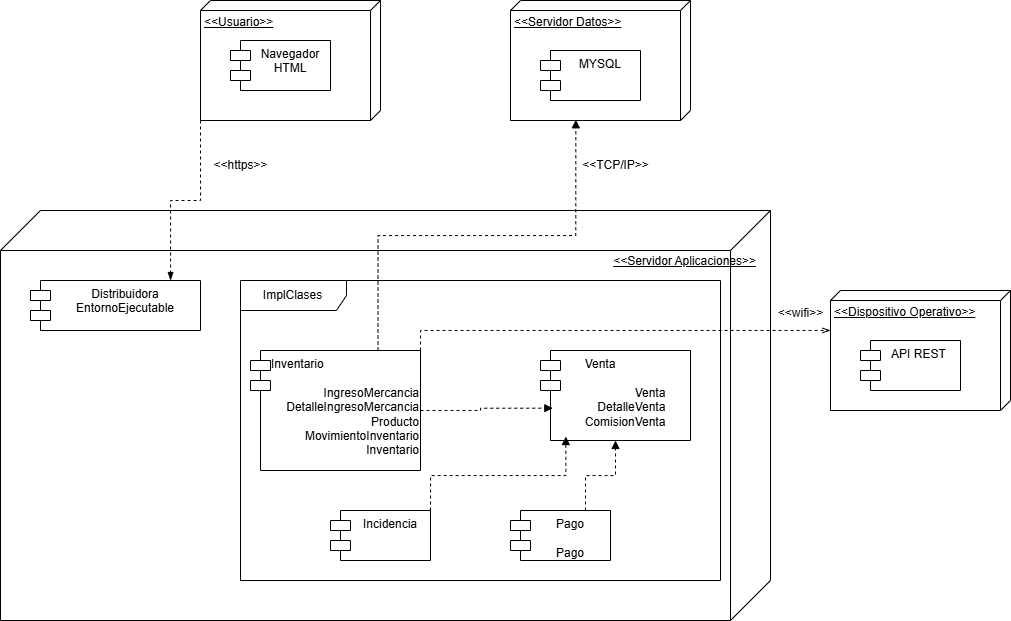 <<Usuario>>
Navegador
HTML
<<Servidor Datos>>
MYSQL
<<https>>
<<TCP/IP>>
<<Servidor Aplicaciones>>
Distribuidora
EntornoEjecutable
ImplClases
<<wifi>>
<<Dispositivo Operativo>>
API REST
Inventario
IngresoMercancia
DetalleIngresoMercancia
Producto
MovimientoInventario
Inventario
Venta
Venta
DetalleVenta
ComisionVenta
Incidencia
Pago
Pago